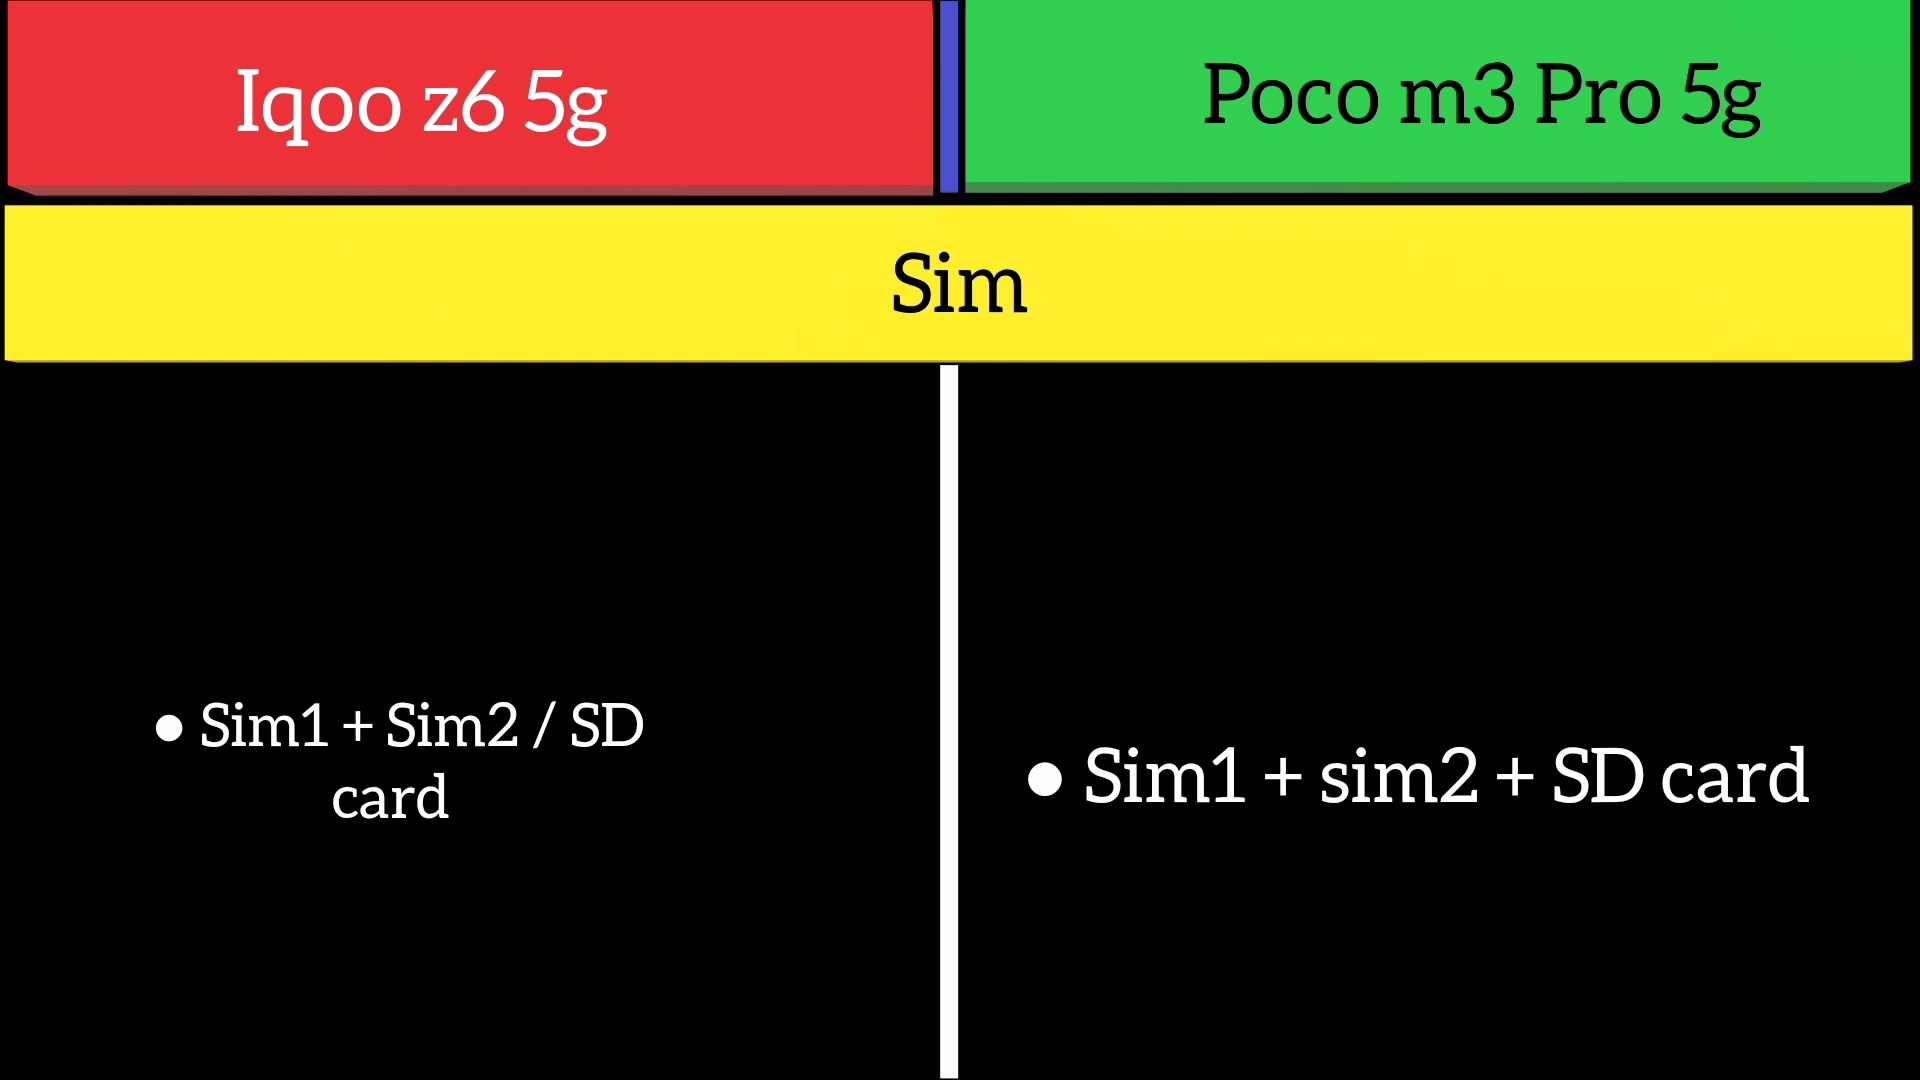 Iqoo z6 5g
Poco m3 Pro 5g
Sim
● Sim1 + Sim2 / SD
card
● Sim1 + sim2 + SD card